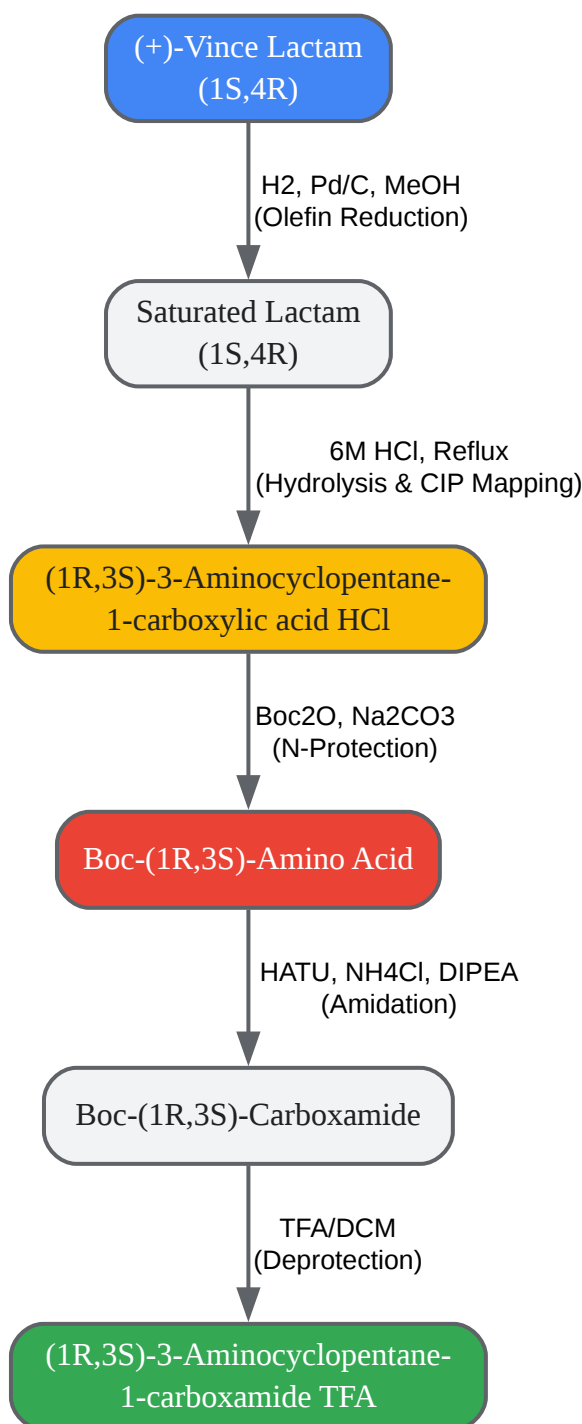 (+)-Vince Lactam
(1S,4R)
H2, Pd/C, MeOH
(Olefin Reduction)
Saturated Lactam
(1S,4R)
6M HCl, Reflux
(Hydrolysis & CIP Mapping)
(1R,3S)-3-Aminocyclopentane-
1-carboxylic acid HCl
Boc2O, Na2CO3
(N-Protection)
Boc-(1R,3S)-Amino Acid
HATU, NH4Cl, DIPEA
(Amidation)
Boc-(1R,3S)-Carboxamide
TFA/DCM
(Deprotection)
(1R,3S)-3-Aminocyclopentane-
1-carboxamide TFA